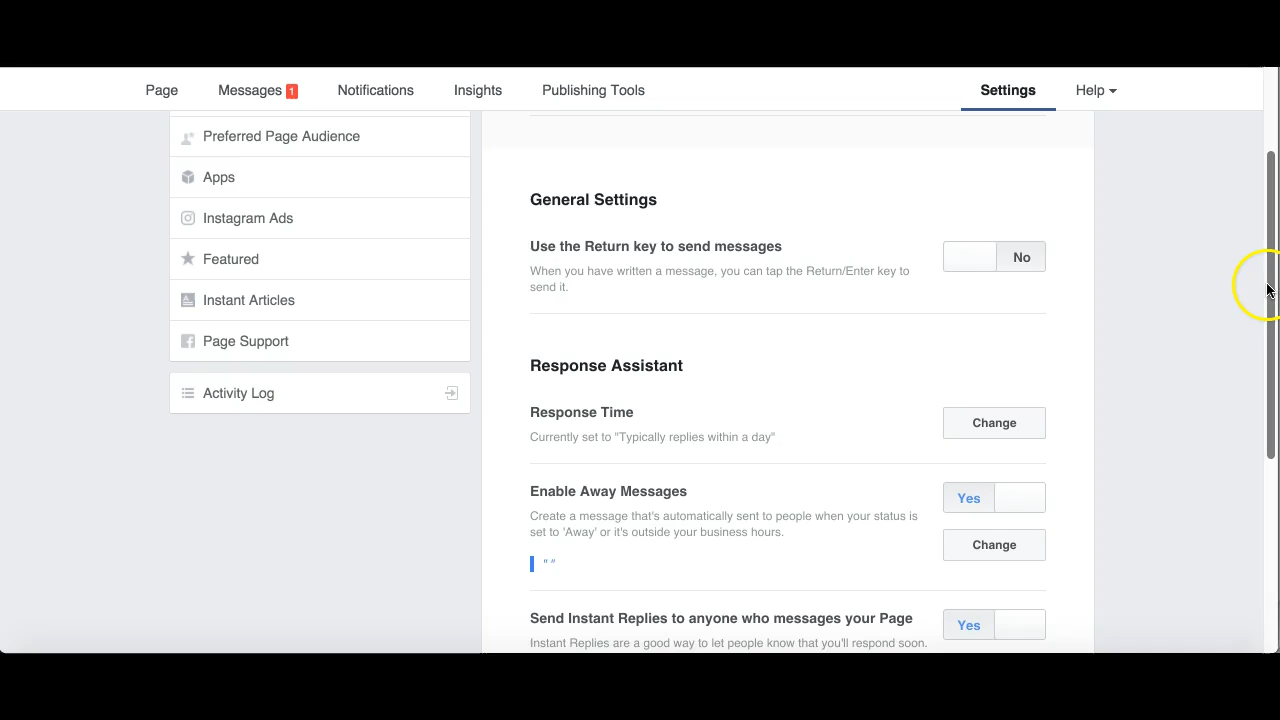 Page Messages 1 Notifications Insights Publishing Tools Settings Help
Preferred Page Audience
Apps
Instagram Ads
Featured
Instant Articles
Page Support
Activity Log
General Settings
Use the Return key to send messages
No
When you have written a message, you can tap the Return/Enter key to
send it.
Response Assistant
Response Time
Change
Currently set to "Typically replies within a day"
Enable Away Messages
Yes
Create a message that's automatically sent to people when your status is
set to 'Away' or it's outside your business hours.
Change
" "
Send Instant Replies to anyone who messages your Page
Yes
Instant Replies are a good way to let people know that you'll respond soon.